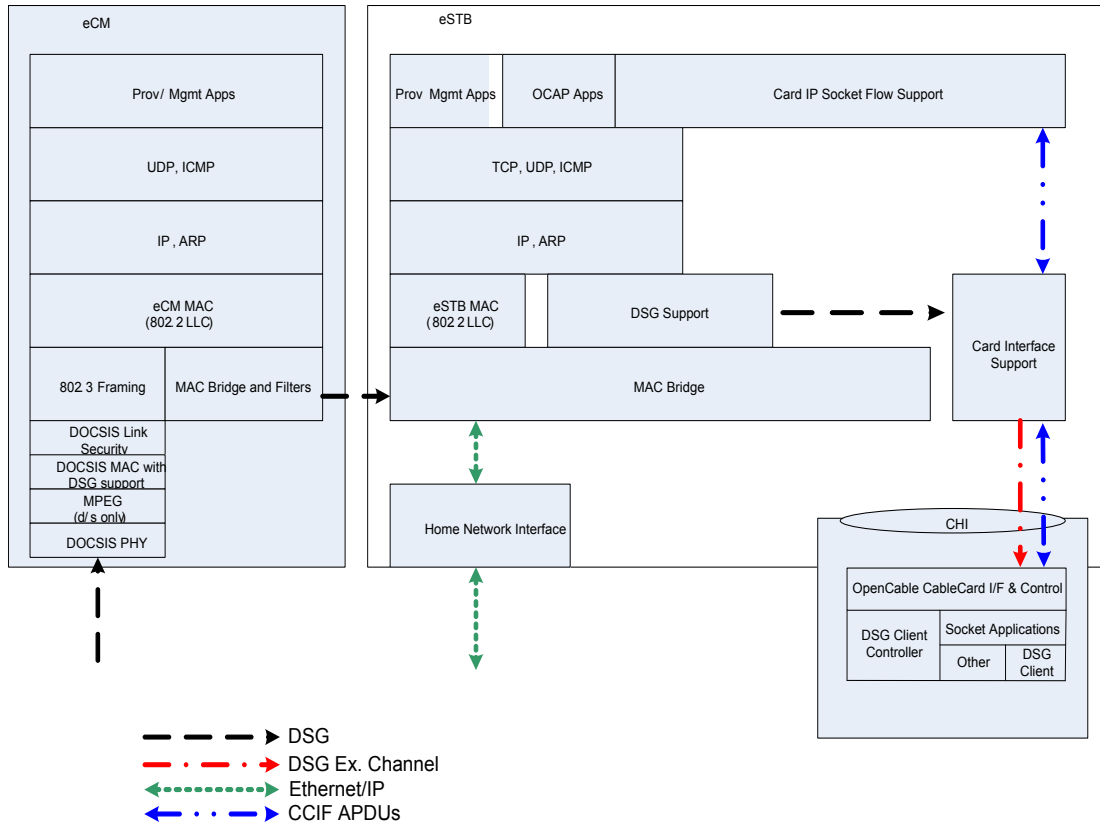 eCM
eSTB
Prov/ Mgmt Apps
Prov Mgmt Apps
OCAP Apps
Card IP Socket Flow Support
UDP, ICMP
TCP, UDP, ICMP
IP , ARP
IP , ARP
eCM MAC
(802.2 LLC)
eSTB MAC
(802 2 LLC)
DSG Support
Card Interface
Support
802. 3 Framing
MAC Bridge and Filters
MAC Bridge
DOCSIS Link
Security
DOCSIS MAC with
DSG support
MPEG
(d/s only)
DOCSIS PHY
Home Network Interface
CHI
OpenCable CableCard I/F & Control
DSG Client
Controller
Socket Applications
Other
DSG
Client
DSG
DSG Ex. Channel
Ethernet/IP
CCIF APDUs